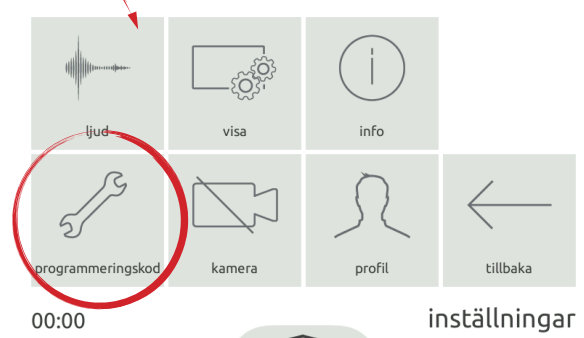 ljud visa info
programmeringskod kamera profil tillbaka
00:00 inställningar